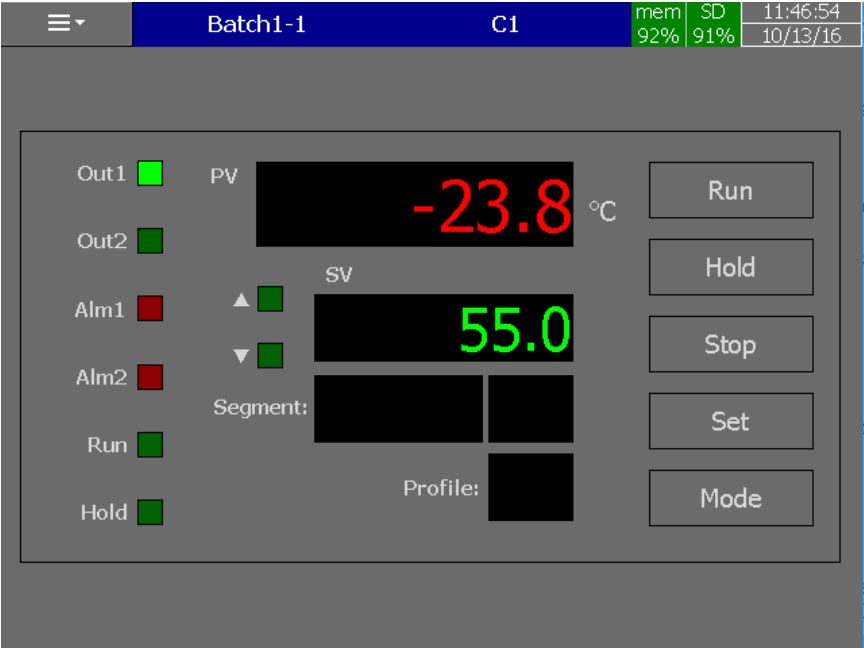 Batch1-1 C1 mem SD 11:46:54
92% 91% 10/13/16
Out1 PV -23.8 °C Run
Out2
SV Hold
Alm1 ▲ 55.0
▼ Stop
Alm2
Segment: Set
Run
Profile: Mode
Hold